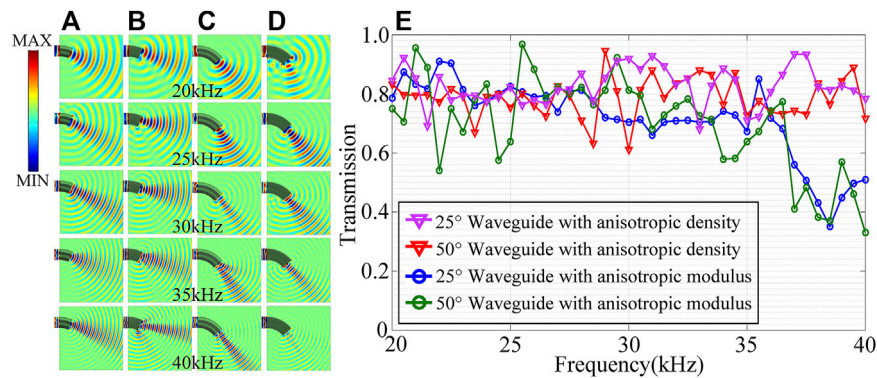 A B C D E
MAX
MIN
20kHz
25kHz
30kHz
35kHz
40kHz
Transmission
1.0
0.8
0.6
0.4
0.2
0
25° Waveguide with anisotropic density
50° Waveguide with anisotropic density
25° Waveguide with anisotropic modulus
50° Waveguide with anisotropic modulus
20 25 30 35 40
Frequency(kHz)